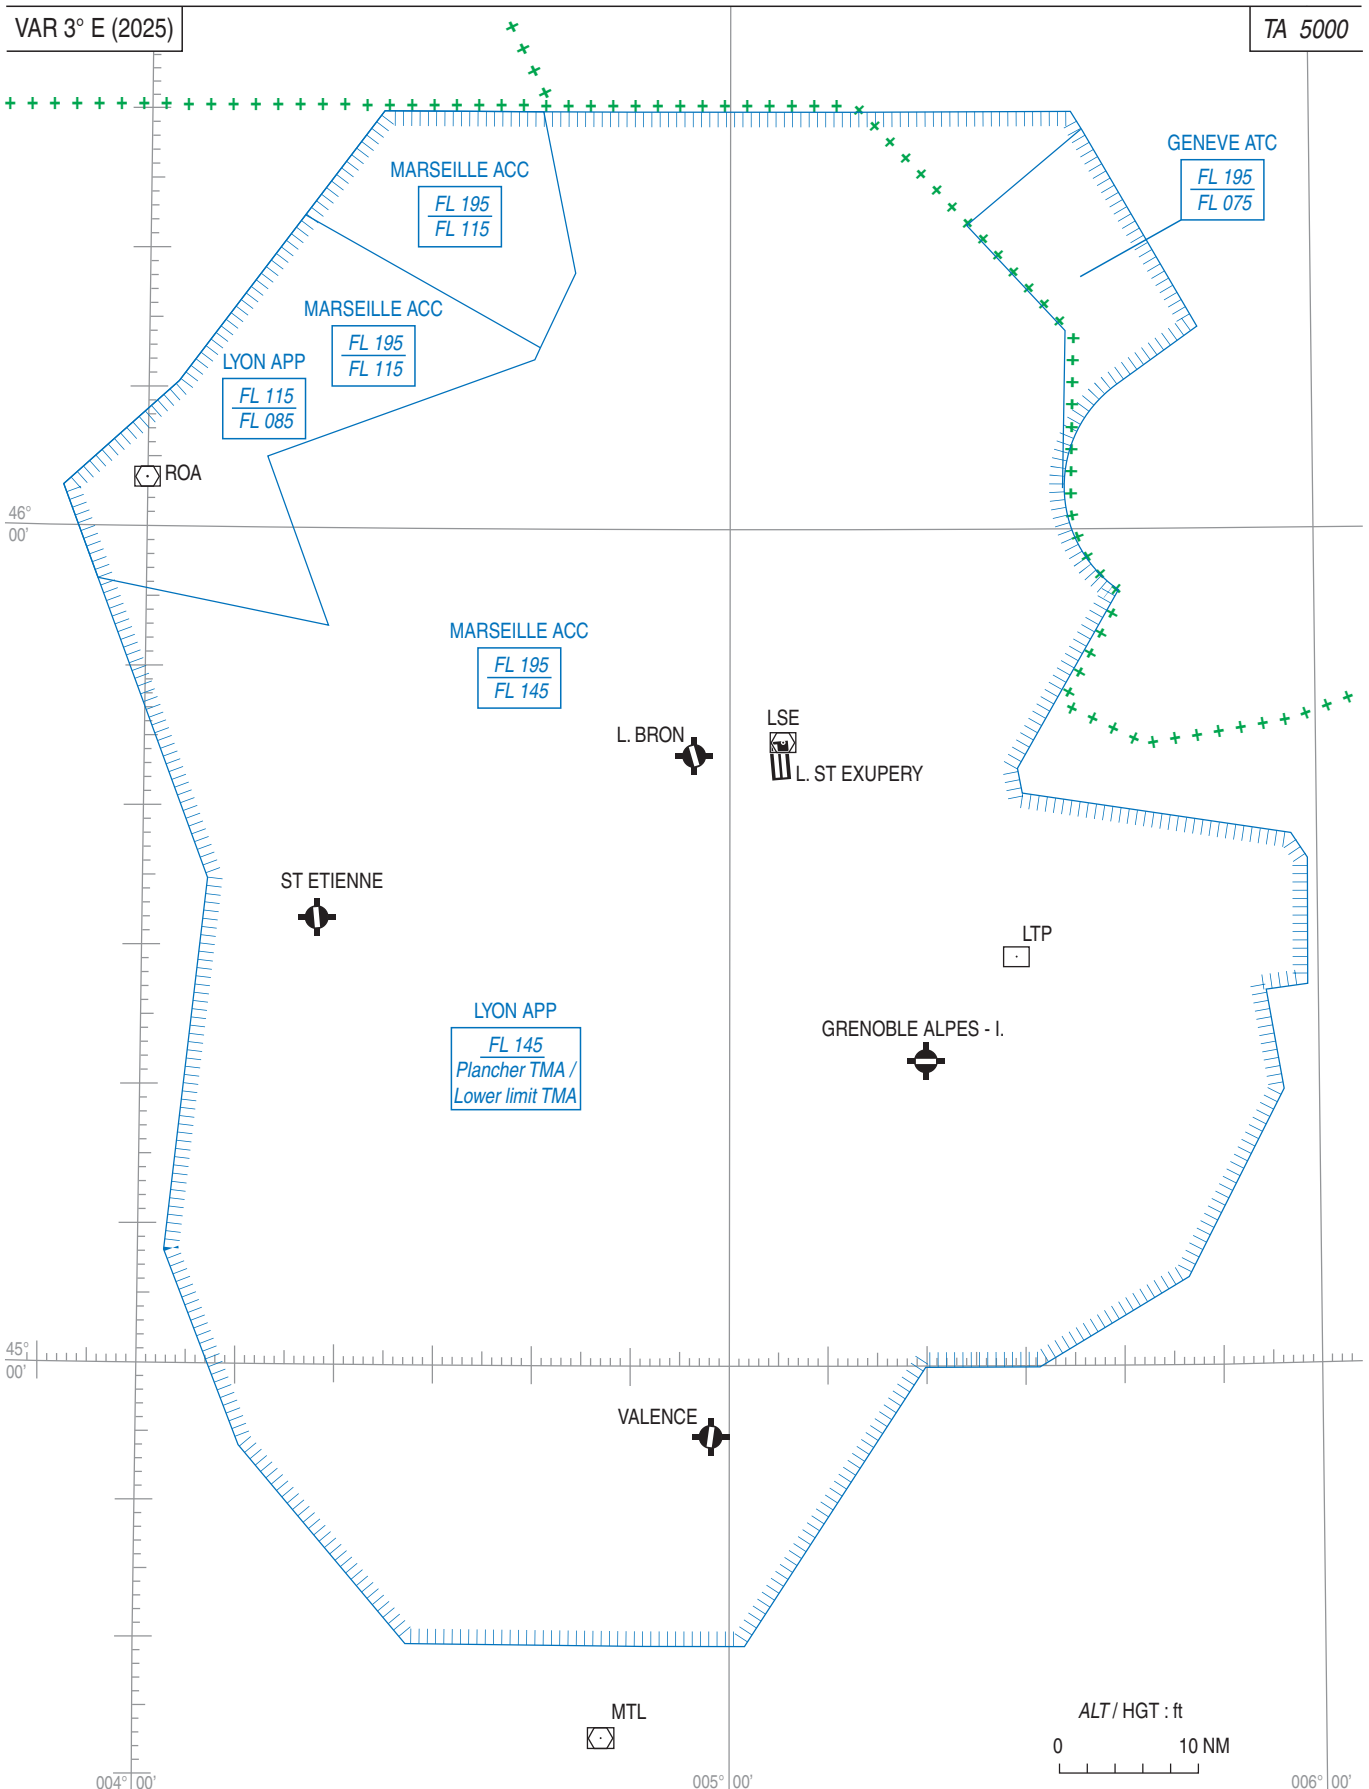 VAR 3° E (2025)
TA 5000
GENEVE ATC
FL 195
FL 075
MARSEILLE ACC
FL 195
FL 115
MARSEILLE ACC
FL 195
FL 115
LYON APP
FL 115
FL 085
ROA
46°
00'
MARSEILLE ACC
FL 195
FL 145
LSE
L. BRON
L. ST EXUPERY
ST ETIENNE
LTP
LYON APP
FL 145
Plancher TMA /
Lower limit TMA
GRENOBLE ALPES - I.
45°
00'
VALENCE
MTL
ALT / HGT : ft
0 10 NM
004° 00' 005° 00' 006° 00'